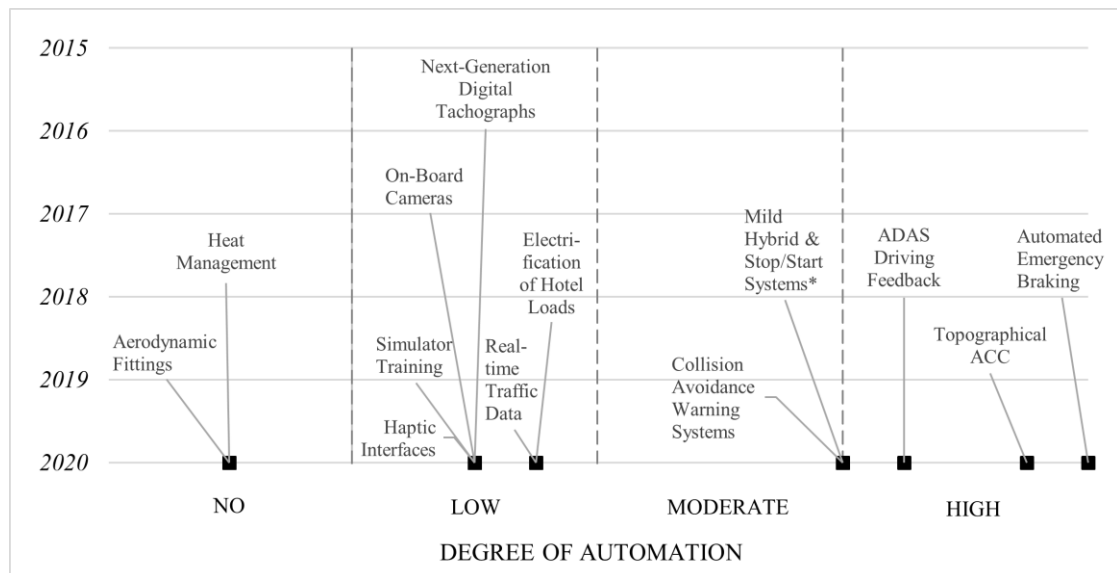 2015
2016
2017
2018
2019
2020
Next-Generation
Digital
Tachographs
On-Board
Cameras
Heat
Management
Aerodynamic
Fittings
Simulator
Training
Haptic
Interfaces
Electri-
fication
of Hotel
Loads
Real-
time
Traffic
Data
Mild
Hybrid &
Stop/Start
Systems*
Collision
Avoidance
Warning
Systems
ADAS
Driving
Feedback
Topographical
ACC
Automated
Emergency
Braking
NO
LOW
MODERATE
HIGH
DEGREE OF AUTOMATION